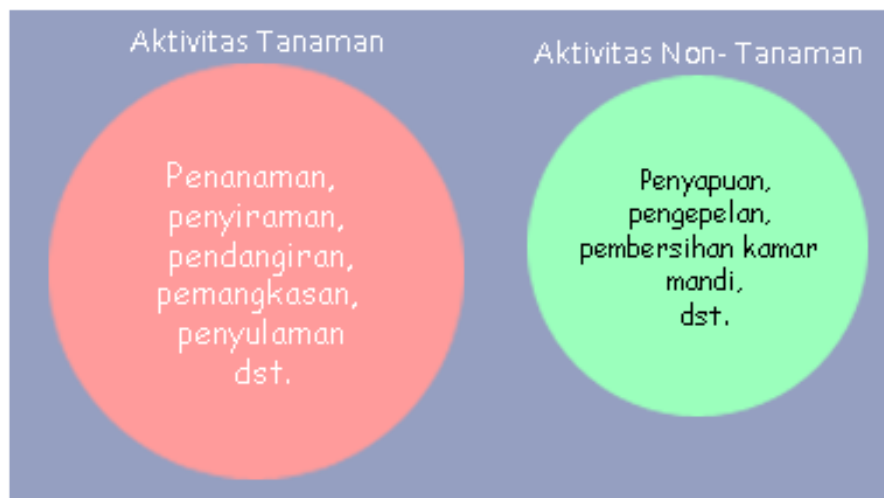 Aktivitas Tanaman
Penanaman,
penyiraman,
pendangiran,
pemangkasan,
penyulaman
dst.
Aktivitas Non- Tanaman
Penyapuan,
pengepelan,
pembersihan kamar
mandi,
dst.